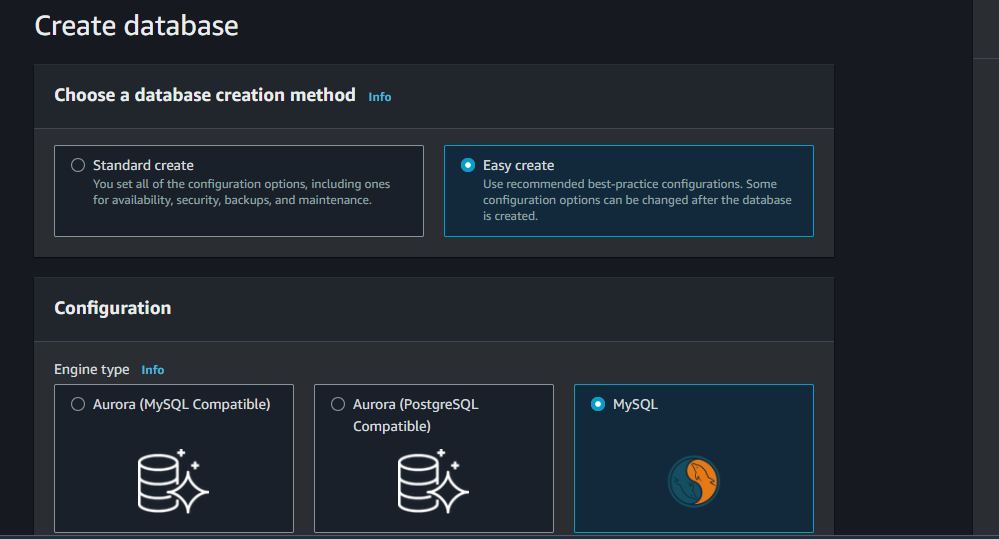 Create database
Choose a database creation method Info
Standard create
You set all of the configuration options, including ones
for availability, security, backups, and maintenance.
Easy create
Use recommended best-practice configurations. Some
configuration options can be changed after the database
is created.
Configuration
Engine type Info
Aurora (MySQL Compatible)
Aurora (PostgreSQL
Compatible)
MySQL